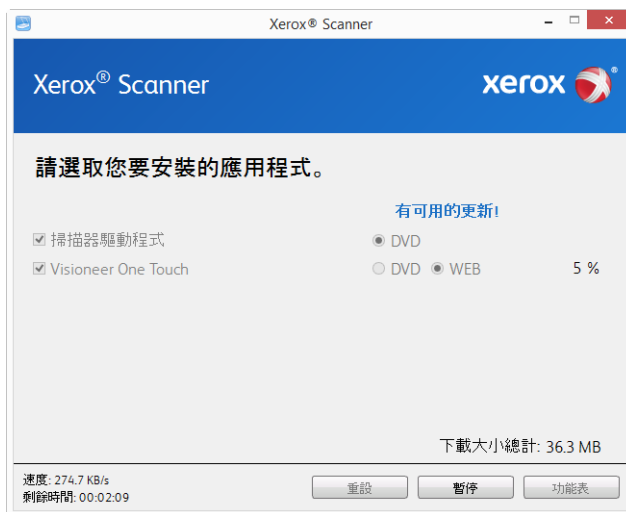 Xerox® Scanner
Xerox® Scanner
xerox®
請選取您要安裝的應用程式。
有可用的更新!
掃描器驅動程式 DVD
Visioneer One Touch DVD WEB 5 %
下載大小總計: 36.3 MB
速度: 274.7 KB/s
剩餘時間: 00:02:09
重設 暫停 功能表